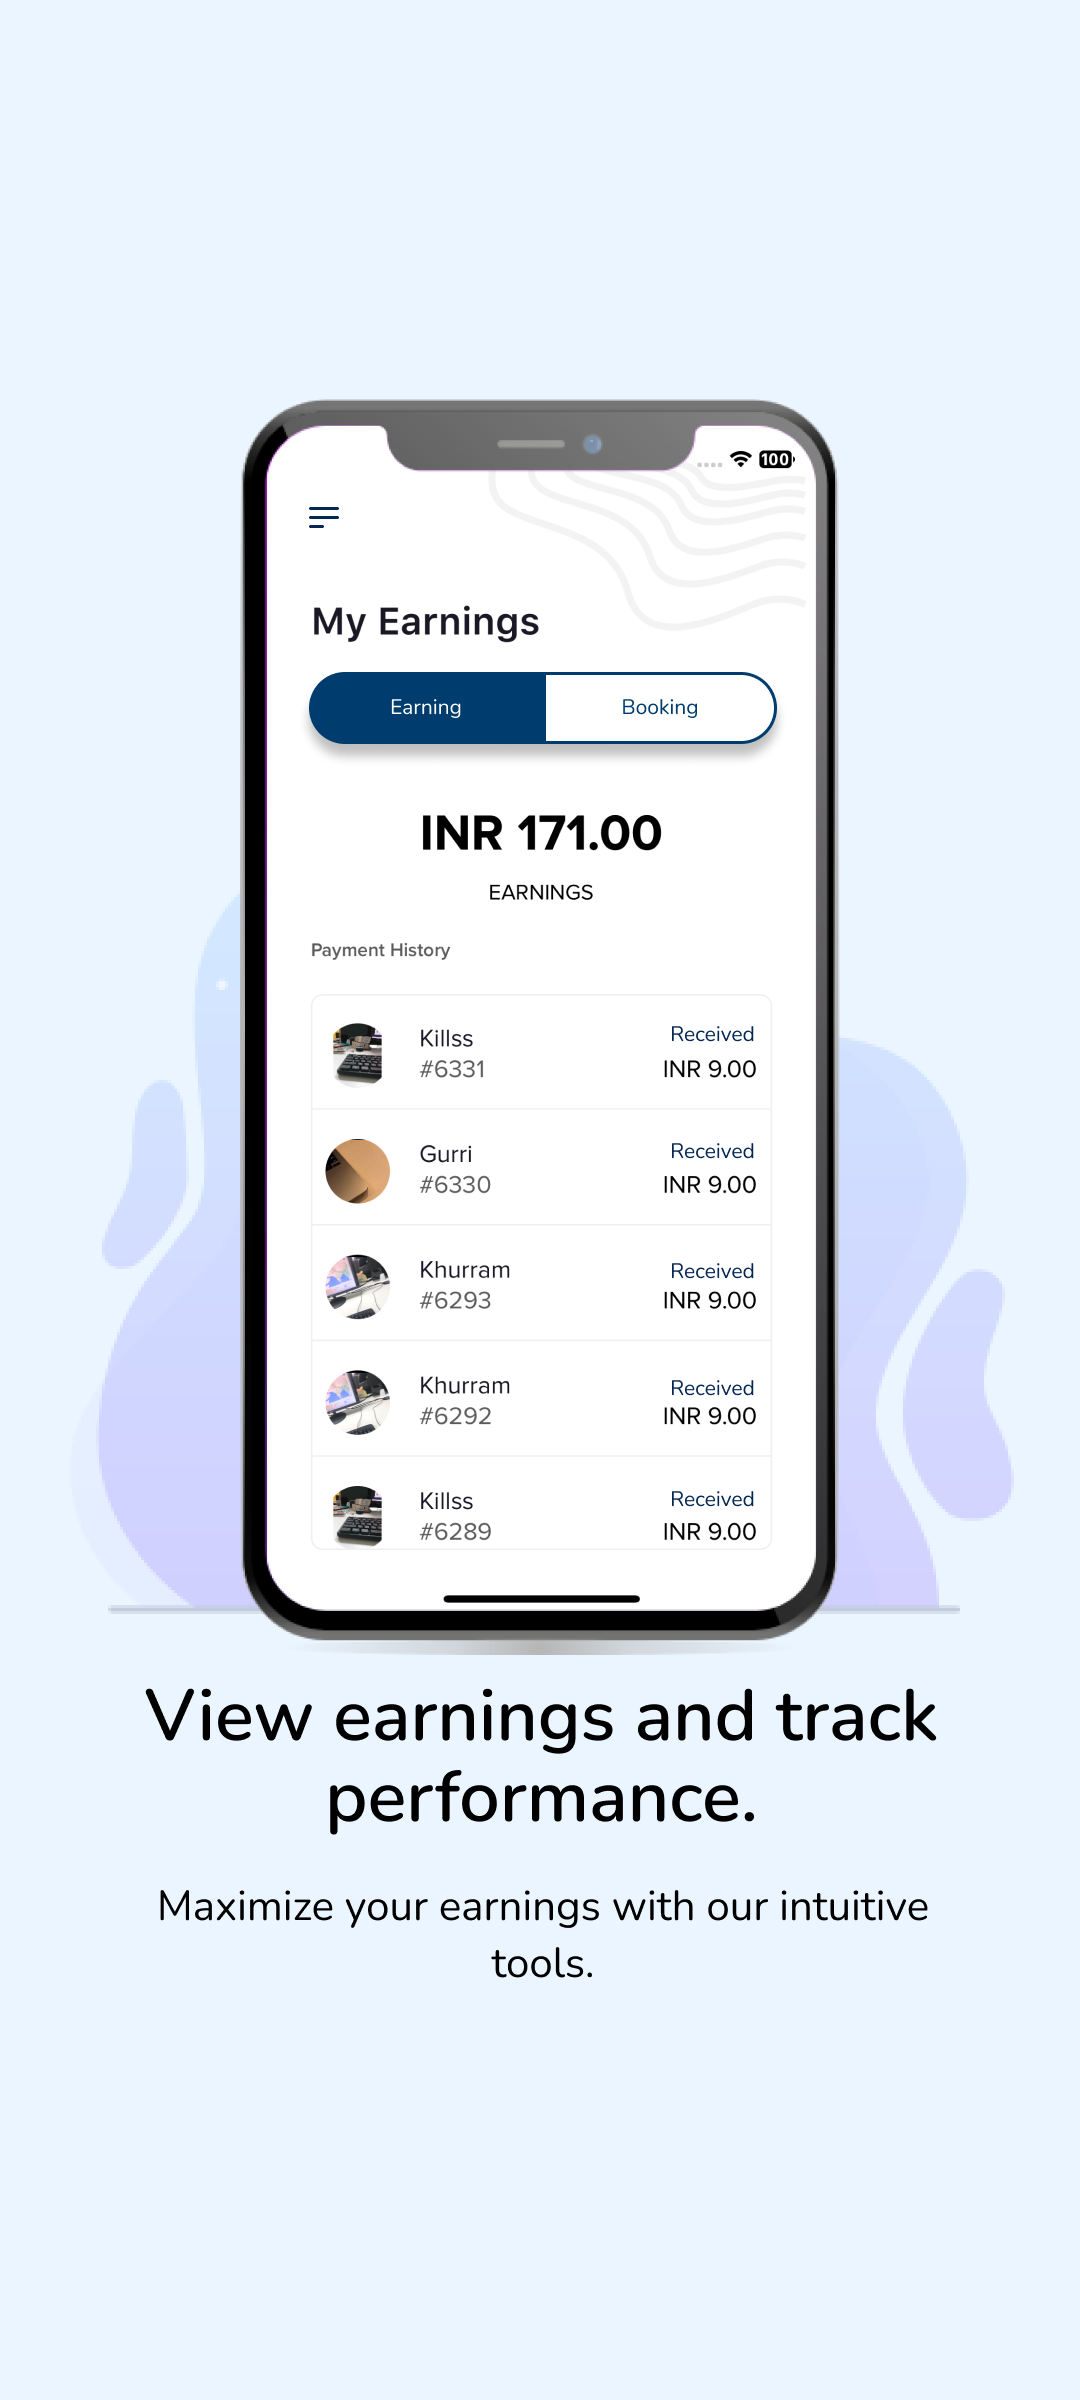 100
My Earnings
Earning Booking
INR 171.00
EARNINGS
Payment History
Killss Received
#6331 INR 9.00
Gurri Received
#6330 INR 9.00
Khurram Received
#6293 INR 9.00
Khurram Received
#6292 INR 9.00
Killss Received
#6289 INR 9.00
View earnings and track
performance.
Maximize your earnings with our intuitive
tools.